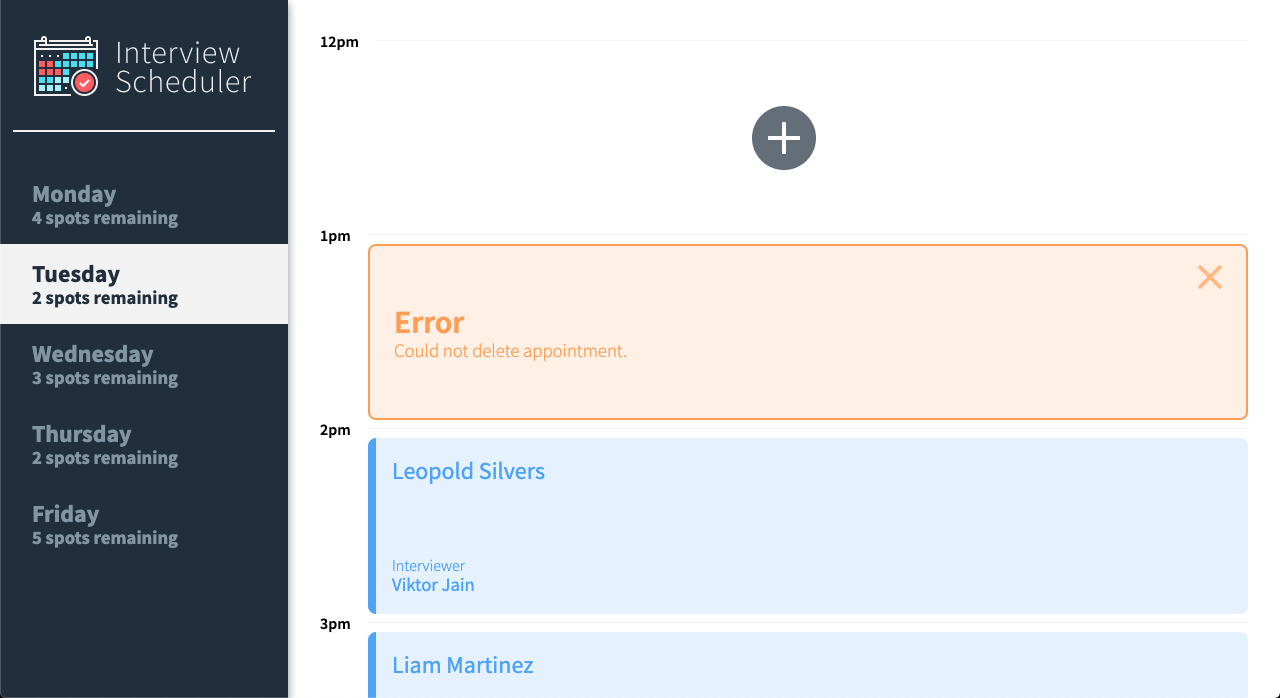 Interview
Scheduler
Monday
4 spots remaining
Tuesday
2 spots remaining
Wednesday
3 spots remaining
Thursday
2 spots remaining
Friday
5 spots remaining
12pm
1pm
Error
Could not delete appointment.
2pm
Leopold Silvers
Interviewer
Viktor Jain
3pm
Liam Martinez